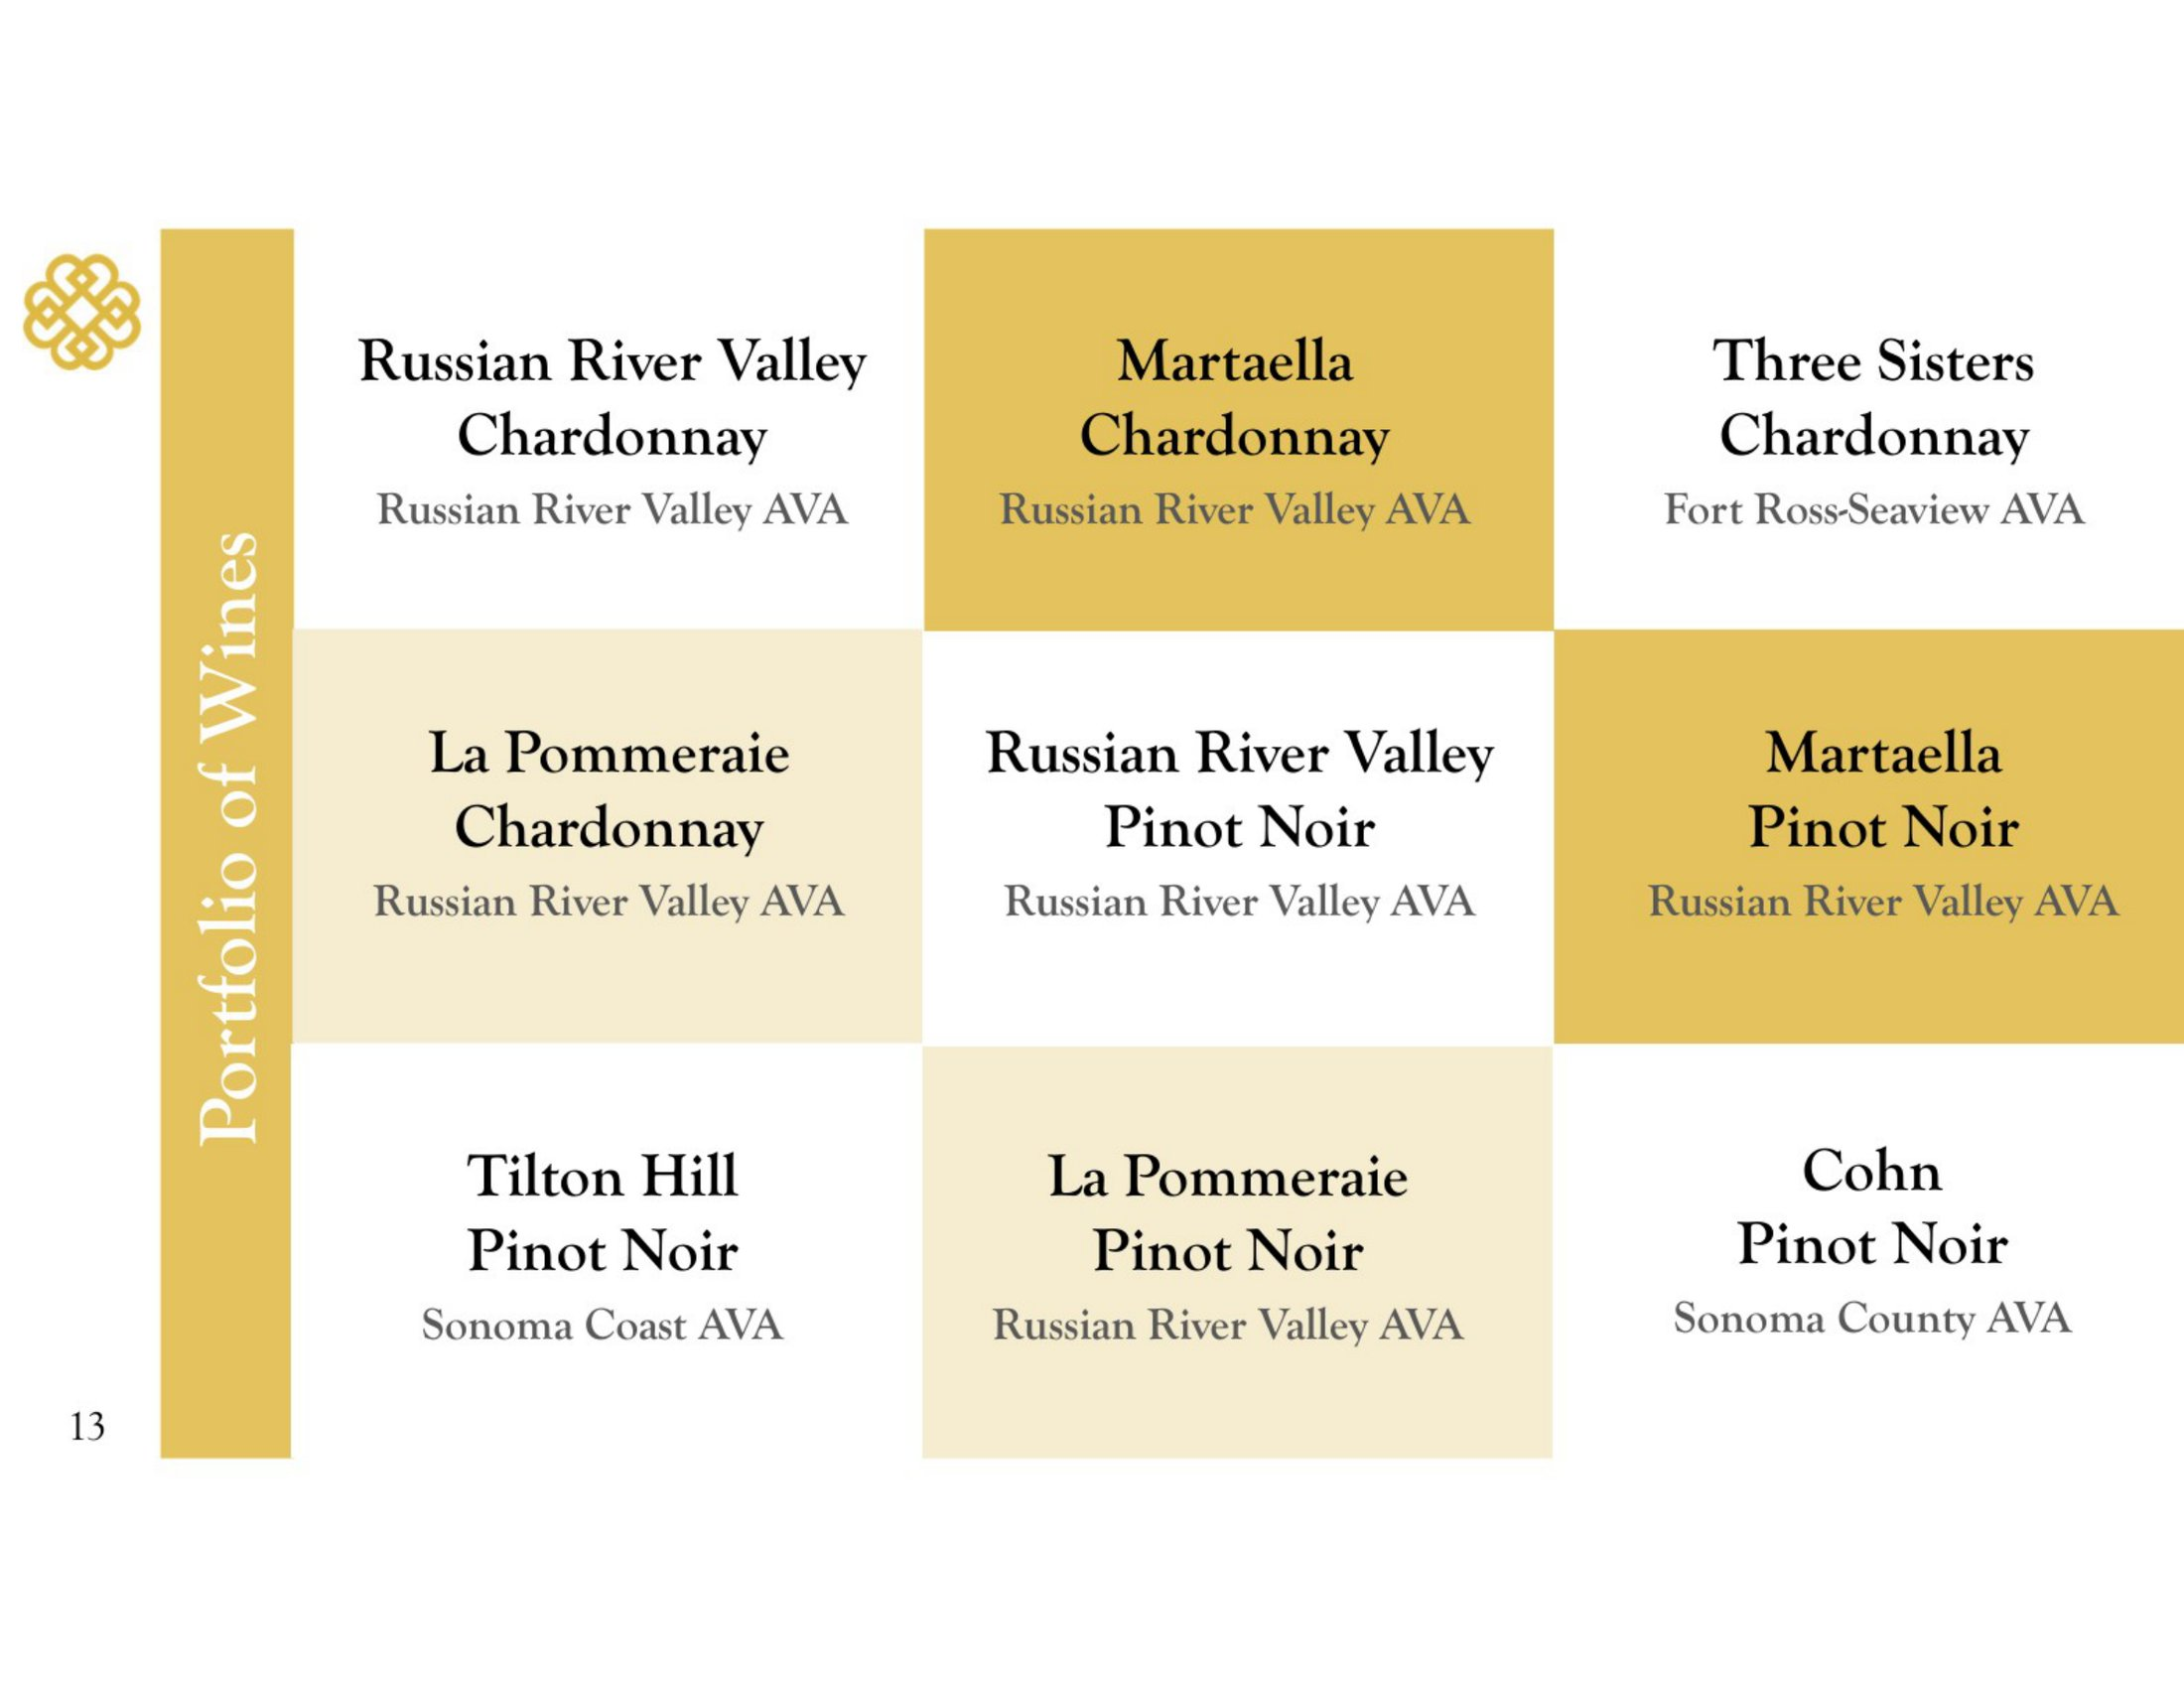 Portfolio of Wines
Russian River Valley
Chardonnay
Russian River Valley AVA
Martaella
Chardonnay
Russian River Valley AVA
Three Sisters
Chardonnay
Fort Ross-Seaview AVA
La Pommeraie
Chardonnay
Russian River Valley AVA
Russian River Valley
Pinot Noir
Russian River Valley AVA
Martaella
Pinot Noir
Russian River Valley AVA
Tilton Hill
Pinot Noir
Sonoma Coast AVA
La Pommeraie
Pinot Noir
Russian River Valley AVA
Cohn
Pinot Noir
Sonoma County AVA
13